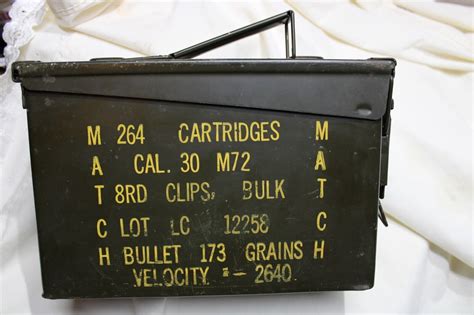 M 264 CARTRIDGES M
A CAL. 30 M72 A
T 8RD CLIPS, BULK T
C LOT LC 12258 C
H BULLET 173 GRAINS H
VELOCITY - 2640